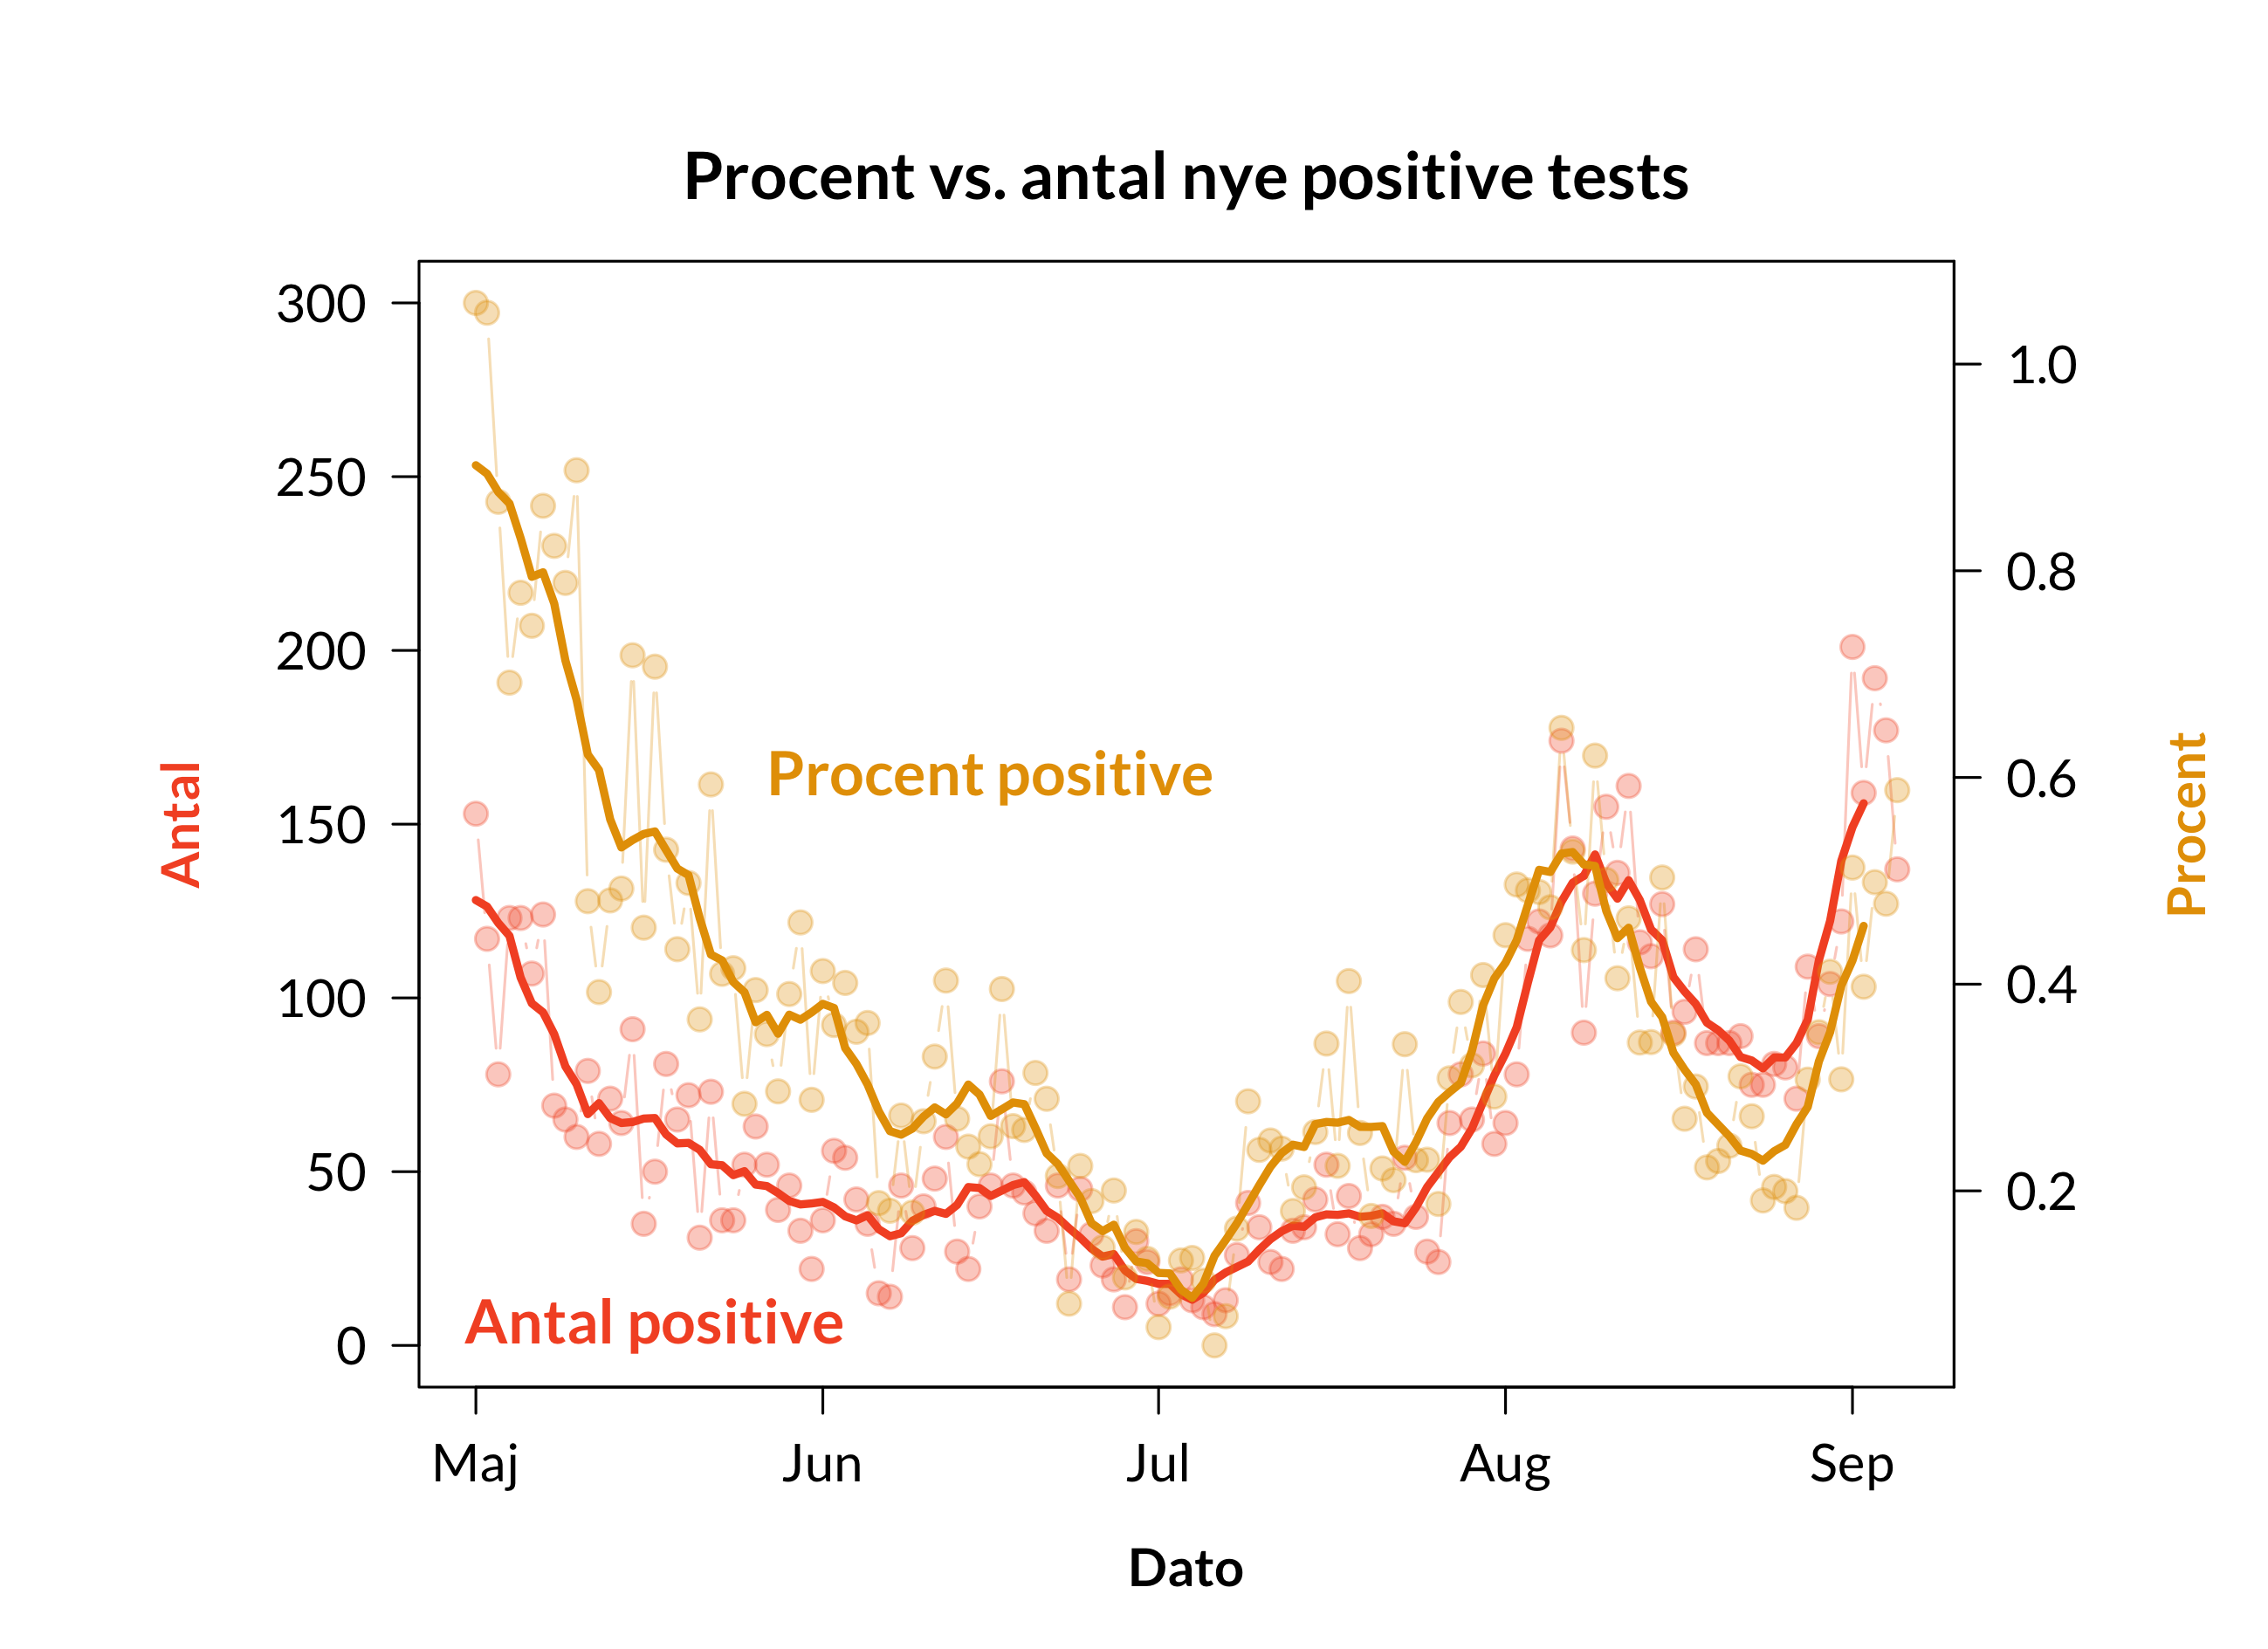 Procent vs. antal nye positive tests
300
250
200
150
100
50
0
1.0
0.8
0.6
0.4
0.2
Antal
Procent
Procent positive
Antal positive
Maj Jun Jul Aug Sep
Dato